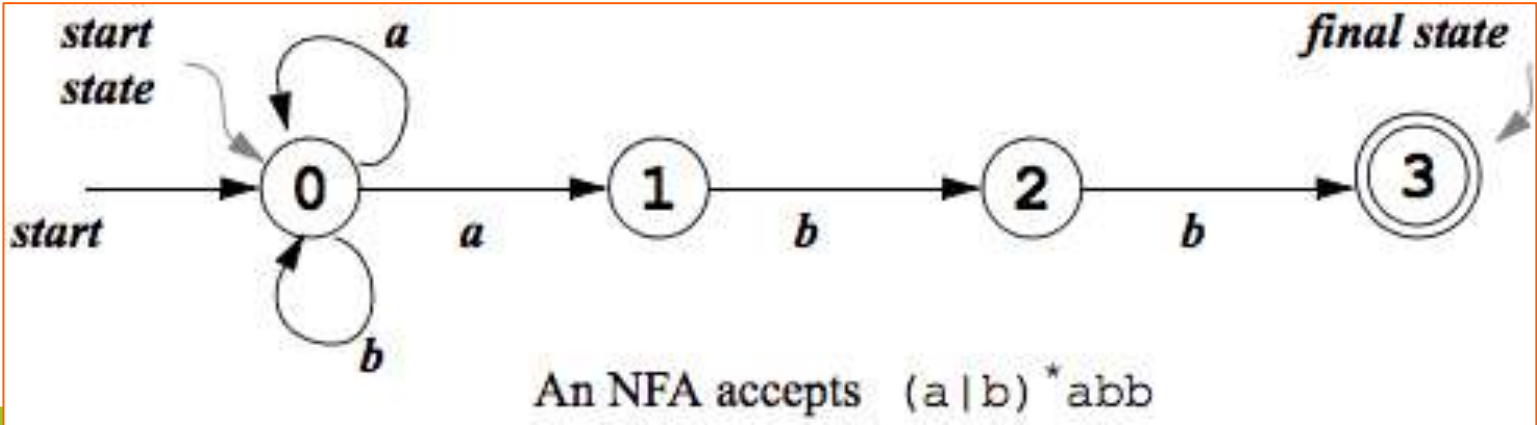 start
state
a
final state
0
1
2
3
start
a
b
b
b
An NFA accepts (a|b)*abb